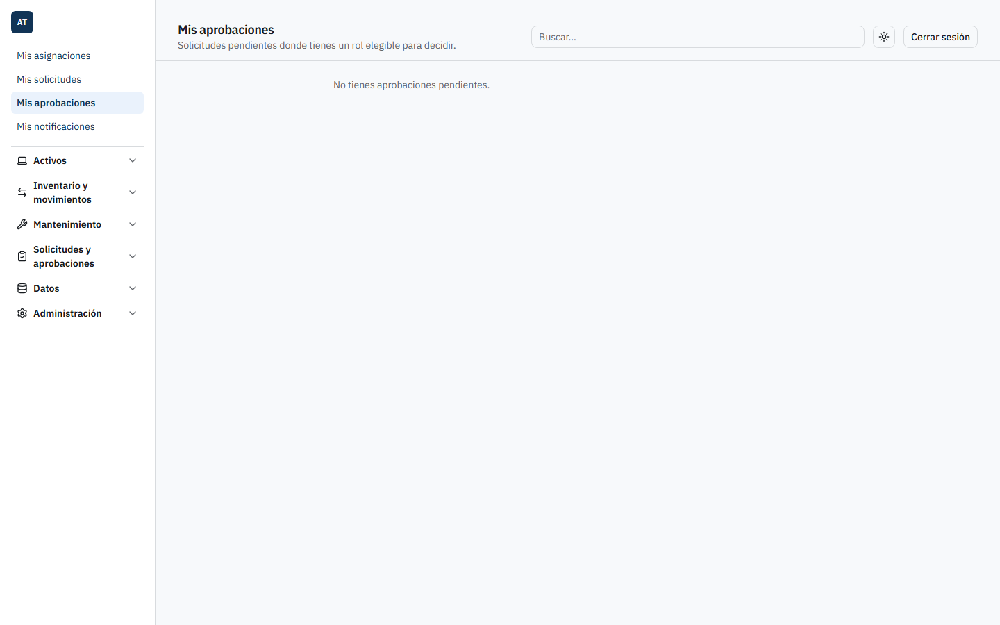 AT
Mis asignaciones
Mis solicitudes
Mis aprobaciones
Mis notificaciones
Activos
Inventario y
movimientos
Mantenimiento
Solicitudes y
aprobaciones
Datos
Administración
Mis aprobaciones
Solicitudes pendientes donde tienes un rol elegible para decidir.
Buscar...
Cerrar sesión
No tienes aprobaciones pendientes.